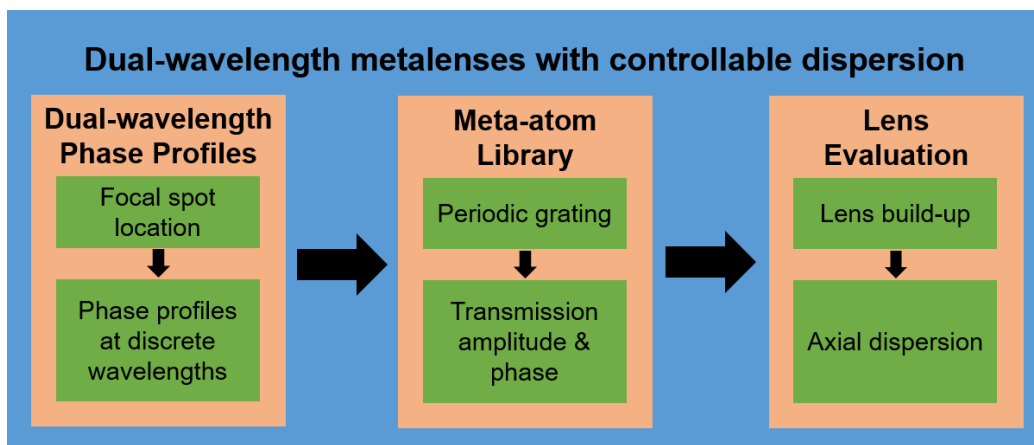 Dual-wavelength metalenses with controllable dispersion
Dual-wavelength
Phase Profiles
Focal spot
location
Phase profiles
at discrete
wavelengths
Meta-atom
Library
Periodic grating
Transmission
amplitude &
phase
Lens
Evaluation
Lens build-up
Axial dispersion